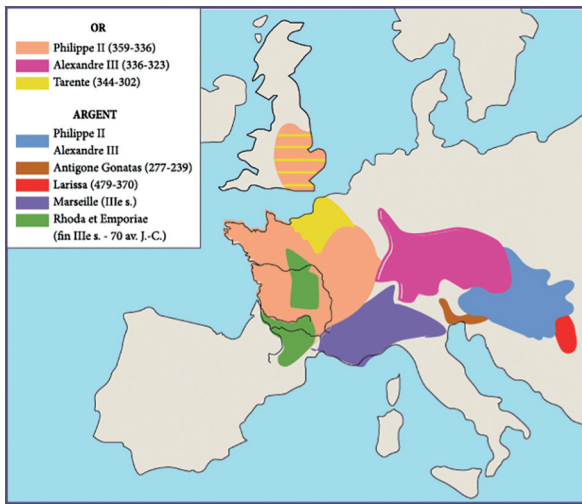 OR
Philippe II (359-336)
Alexandre III (336-323)
Tarente (344-302)
ARGENT
Philippe II
Alexandre III
Antigone Gonatas (277-239)
Larissa (479-370)
Marseille (IIIe s.)
Rhoda et Emporiae
(fin IIIe s. - 70 av. J.-C.)